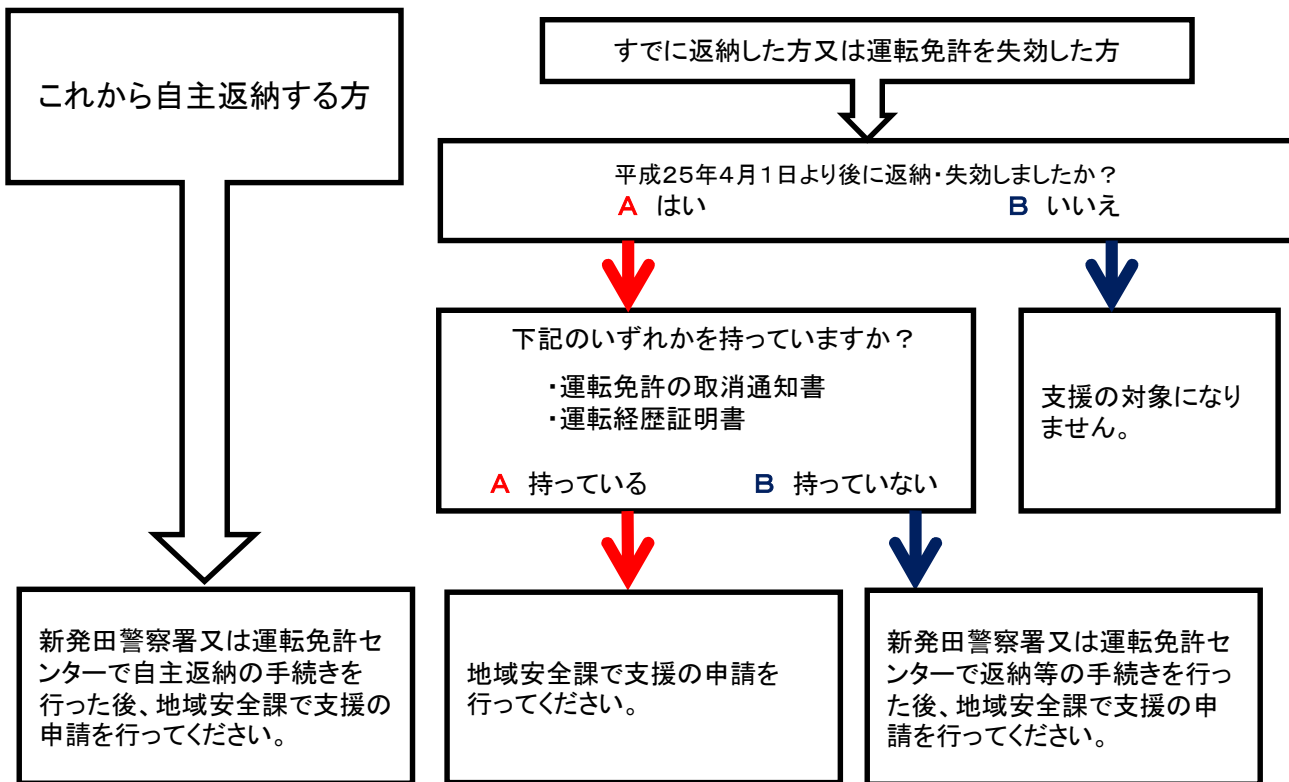 これから自主返納する方
すでに返納した方又は運転免許を失効した方
平成25年4月1日より後に返納・失効しましたか？
A はい B いいえ
下記のいずれかを持っていますか？
・運転免許の取消通知書
・運転経歴証明書
A 持っている B 持っていない
支援の対象になり
ません。
新発田警察署又は運転免許セ
ンターで自主返納の手続きを
行った後、地域安全課で支援の
申請を行ってください。
地域安全課で支援の申請を
行ってください。
新発田警察署又は運転免許セ
ンターで返納等の手続きを行っ
た後、地域安全課で支援の申
請を行ってください。